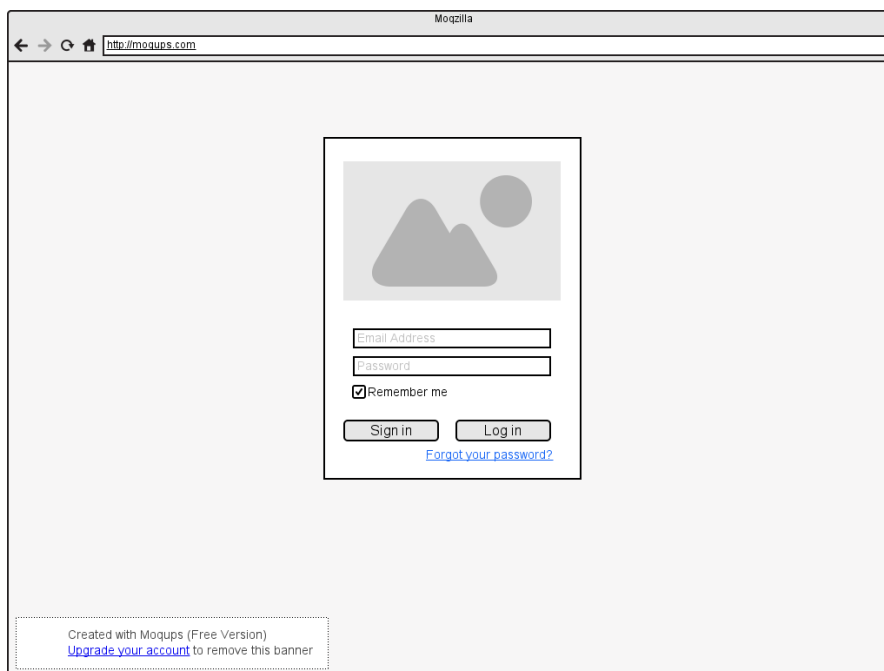 Moqzilla
http://moqups.com
Email Address
Password
Remember me
Sign in Log in
Forgot your password?
Created with Moqups (Free Version)
Upgrade your account to remove this banner